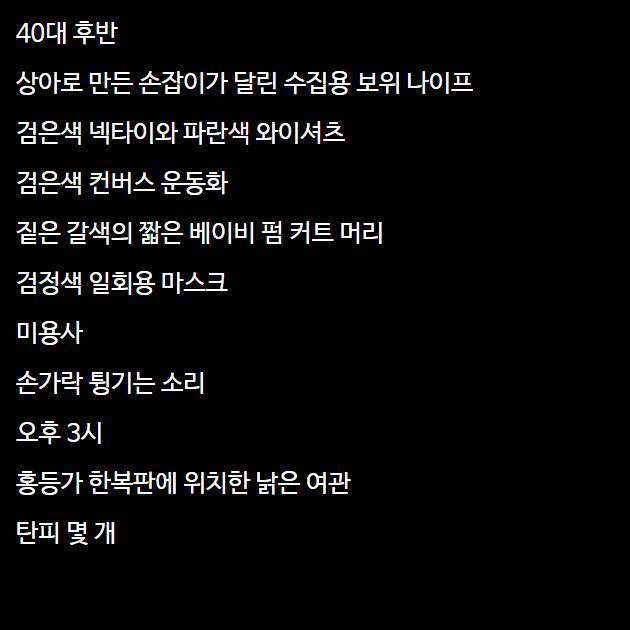 40대 후반
상아로 만든 손잡이가 달린 수집용 보위 나이프
검은색 넥타이와 파란색 와이셔츠
검은색 컨버스 운동화
짙은 갈색의 짧은 베이비 펌 커트 머리
검정색 일회용 마스크
미용사
손가락 튕기는 소리
오후 3시
홍등가 한복판에 위치한 낡은 여관
탄피 몇 개